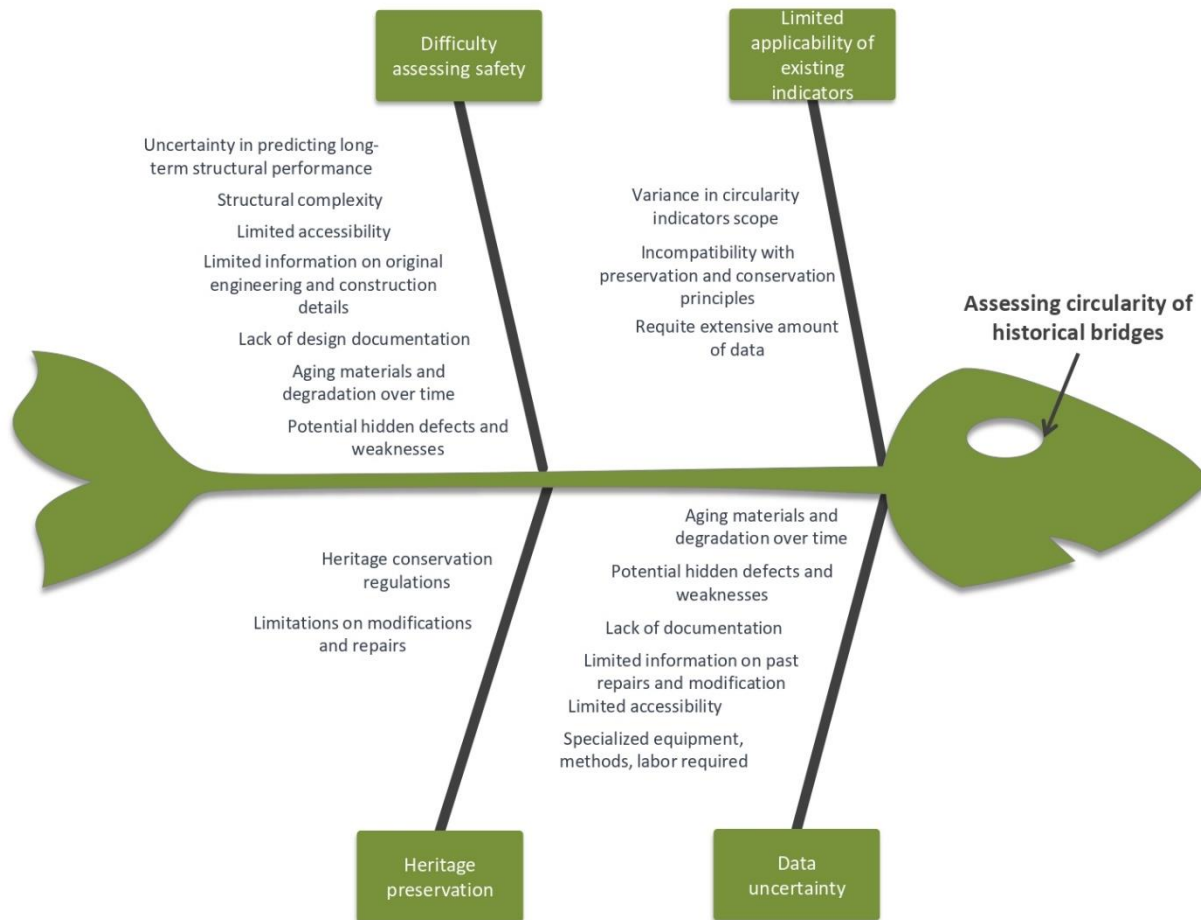 Difficulty
assessing safety
Limited
applicability of
existing
indicators
Uncertainty in predicting long-
term structural performance
Structural complexity
Limited accessibility
Limited information on original
engineering and construction
details
Lack of design documentation
Aging materials and
degradation over time
Potential hidden defects and
weaknesses
Variance in circularity
indicators scope
Incompatibility with
preservation and conservation
principles
Requite extensive amount
of data
Assessing circularity of
historical bridges
Heritage conservation
regulations
Limitations on modifications
and repairs
Aging materials and
degradation over time
Potential hidden defects and
weaknesses
Lack of documentation
Limited information on past
repairs and modification
Limited accessibility
Specialized equipment,
methods, labor required
Heritage
preservation
Data
uncertainty